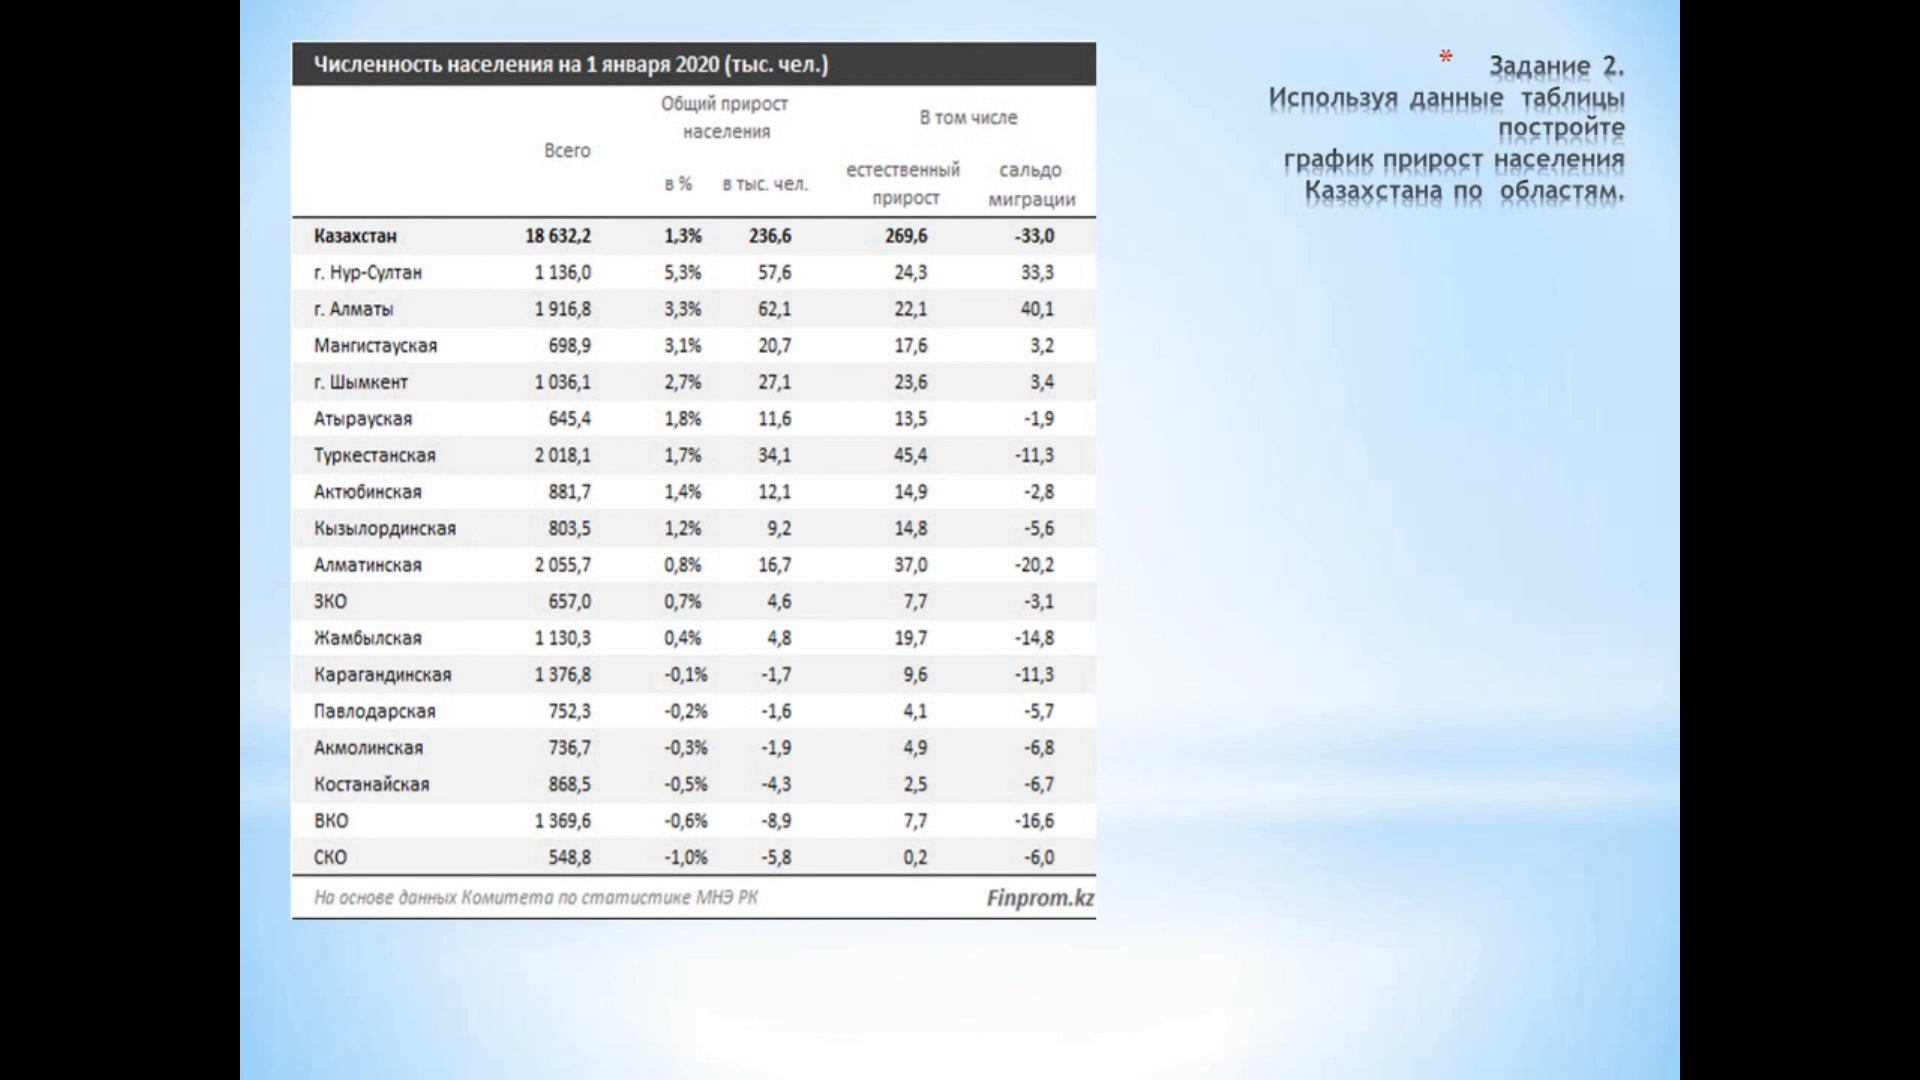 Численность населения на 1 января 2020 (тыс. чел.)
Всего
Общий прирост
населения
В том числе
в %
в тыс. чел.
естественный
прирост
сальдо
миграции
Казахстан 18 632,2 1,3% 236,6 269,6 -33,0
г. Нур-Султан 1 136,0 5,3% 57,6 24,3 33,3
г. Алматы 1 916,8 3,3% 62,1 22,1 40,1
Мангистауская 698,9 3,1% 20,7 17,6 3,2
г. Шымкент 1 036,1 2,7% 27,1 23,6 3,4
Атырауская 645,4 1,8% 11,6 13,5 -1,9
Туркестанская 2 018,1 1,7% 34,1 45,4 -11,3
Актюбинская 881,7 1,4% 12,1 14,9 -2,8
Кызылординская 803,5 1,2% 9,2 14,8 -5,6
Алматинская 2 055,7 0,8% 16,7 37,0 -20,2
ЗКО 657,0 0,7% 4,6 7,7 -3,1
Жамбылская 1 130,3 0,4% 4,8 19,7 -14,8
Карагандинская 1 376,8 -0,1% -1,7 9,6 -11,3
Павлодарская 752,3 -0,2% -1,6 4,1 -5,7
Акмолинская 736,7 -0,3% -1,9 4,9 -6,8
Костанайская 868,5 -0,5% -4,3 2,5 -6,7
ВКО 1 369,6 -0,6% -8,9 7,7 -16,6
СКО 548,8 -1,0% -5,8 0,2 -6,0
На основе данных Комитета по статистике МНЭ РК Finprom.kz
* Задание 2.
Используя данные таблицы
постройте
график прирост населения
Казахстана по областям.